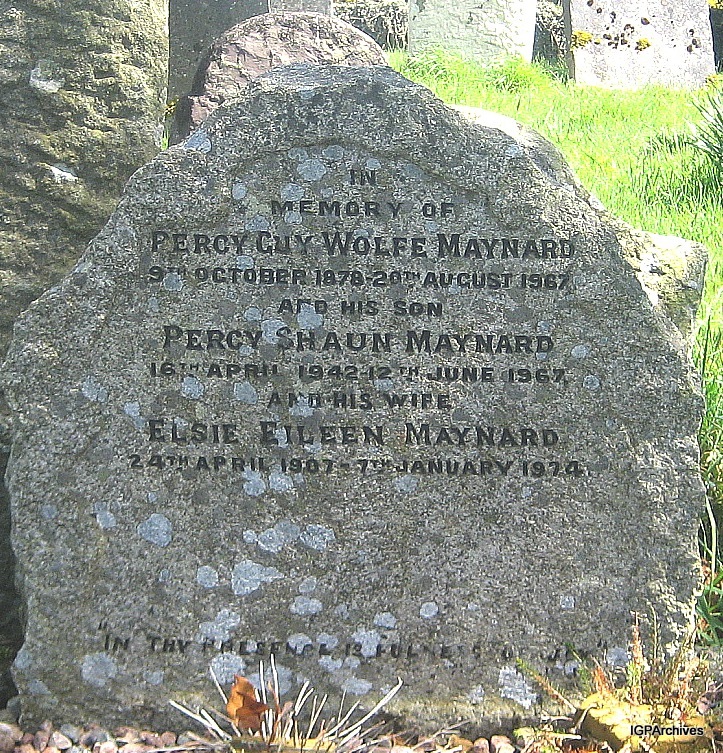 IN
MEMORY OF
PERCY GUY WOLFE MAYNARD
9TH OCTOBER 1878-20TH AUGUST 1967.
AND HIS SON
PERCY SHAUN MAYNARD
16TH APRIL 1942-12TH JUNE 1967.
AND HIS WIFE
ELSIE EILEEN MAYNARD
24TH APRIL 1907-7TH JANUARY 1974.
"IN THY PRESENCE IS FULNESS OF JOY"
IGPArchives